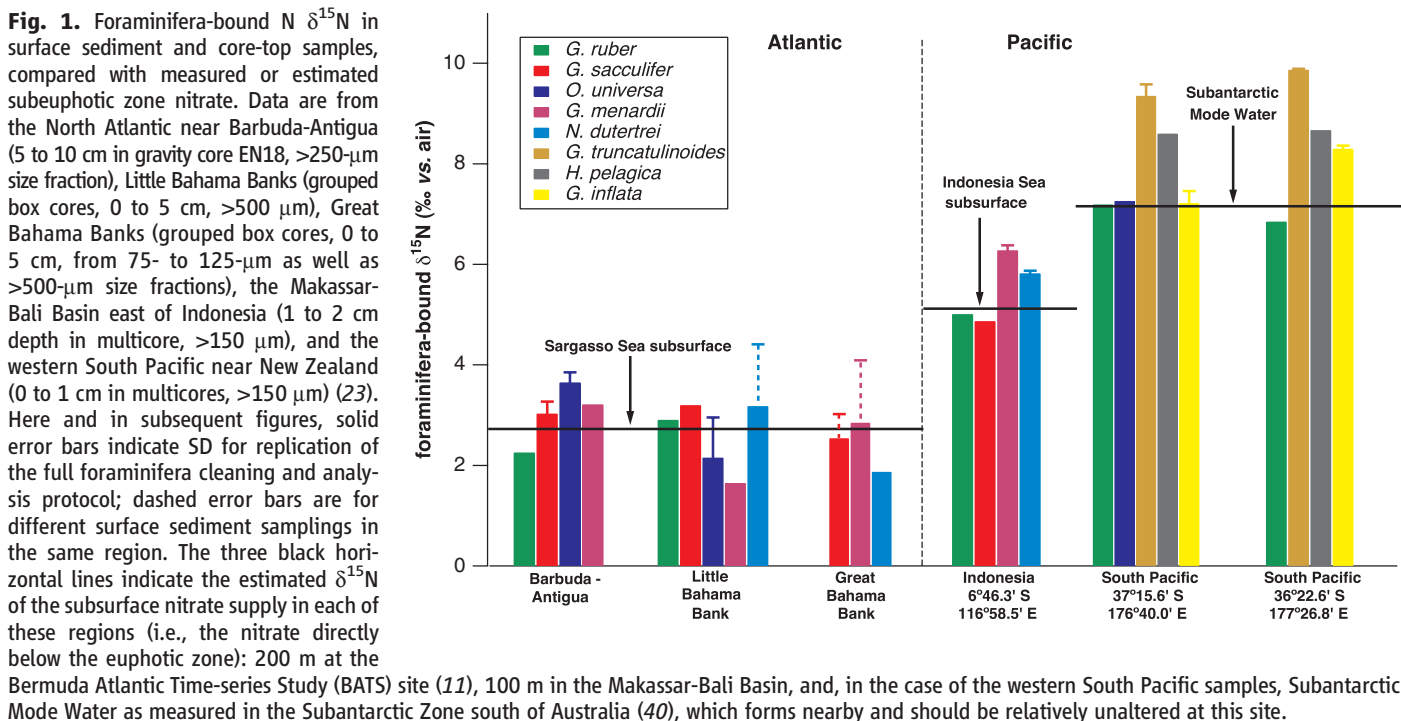 Fig. 1. Foraminifera-bound N δ15N in
surface sediment and core-top samples,
compared with measured or estimated
subeuphotic zone nitrate. Data are from
the North Atlantic near Barbuda-Antigua
(5 to 10 cm in gravity core EN18, >250-μm
size fraction), Little Bahama Banks (grouped
box cores, 0 to 5 cm, >500 μm), Great
Bahama Banks (grouped box cores, 0 to
5 cm, from 75- to 125-μm as well as
>500-μm size fractions), the Makassar-
Bali Basin east of Indonesia (1 to 2 cm
depth in multicore, >150 μm), and the
western South Pacific near New Zealand
(0 to 1 cm in multicores, >150 μm) (23).
Here and in subsequent figures, solid
error bars indicate SD for replication of
the full foraminifera cleaning and analy-
sis protocol; dashed error bars are for
different surface sediment samplings in
the same region. The three black hori-
zontal lines indicate the estimated δ15N
of the subsurface nitrate supply in each of
these regions (i.e., the nitrate directly
below the euphotic zone): 200 m at the
Bermuda Atlantic Time-series Study (BATS) site (11), 100 m in the Makassar-Bali Basin, and, in the case of the western South Pacific samples, Subantarctic
Mode Water as measured in the Subantarctic Zone south of Australia (40), which forms nearby and should be relatively unaltered at this site.
foraminifera-bound δ15N (‰ vs. air)
10
8
6
4
2
0
G. ruber
G. sacculifer
O. universa
G. menardii
N. dutertrei
G. truncatulinoides
H. pelagica
G. inflata
Atlantic
Pacific
Sargasso Sea subsurface
Indonesia Sea
subsurface
Subantarctic
Mode Water
Barbuda -
Antigua
Little
Bahama
Bank
Great
Bahama
Bank
Indonesia
6º46.3' S
116º58.5' E
South Pacific
37º15.6' S
176º40.0' E
South Pacific
36º22.6' S
177º26.8' E